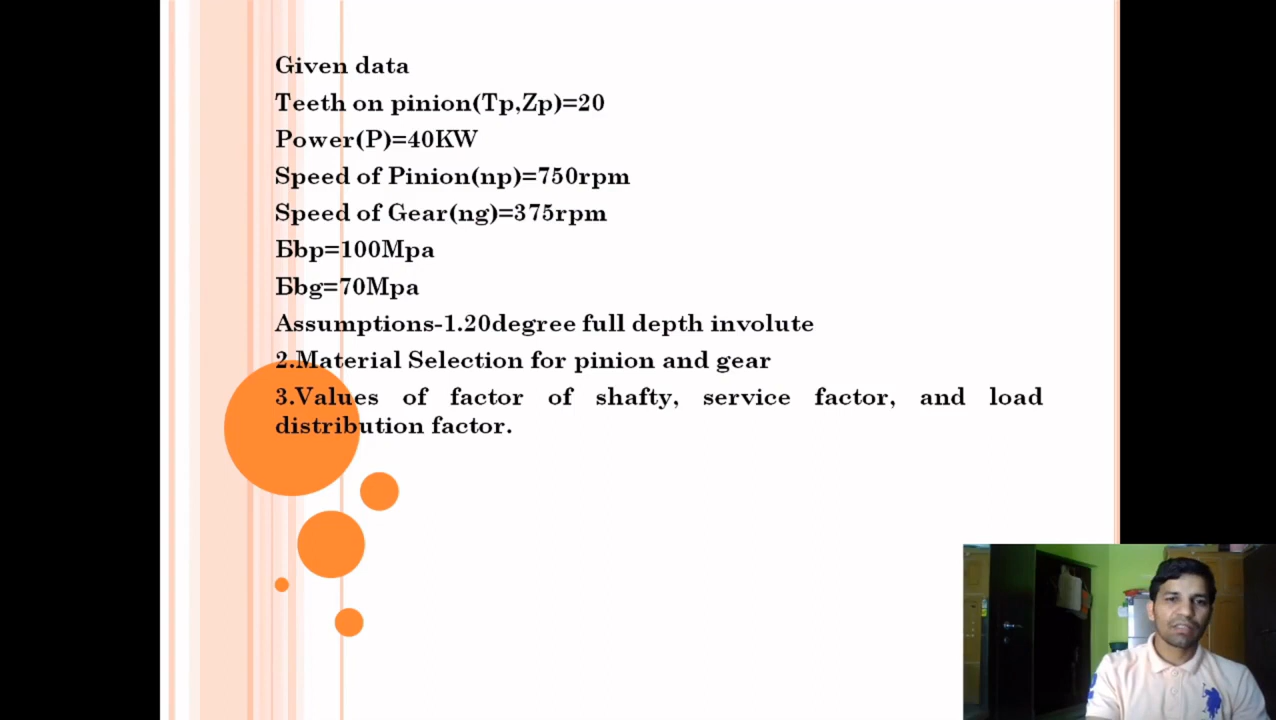 Given data
Teeth on pinion(Tp,Zp)=20
Power(P)=40KW
Speed of Pinion(np)=750rpm
Speed of Gear(ng)=375rpm
Бbp=100Mpa
Бbg=70Mpa
Assumptions-1.20degree full depth involute
2.Material Selection for pinion and gear
3.Values of factor of shafty, service factor, and load
distribution factor.